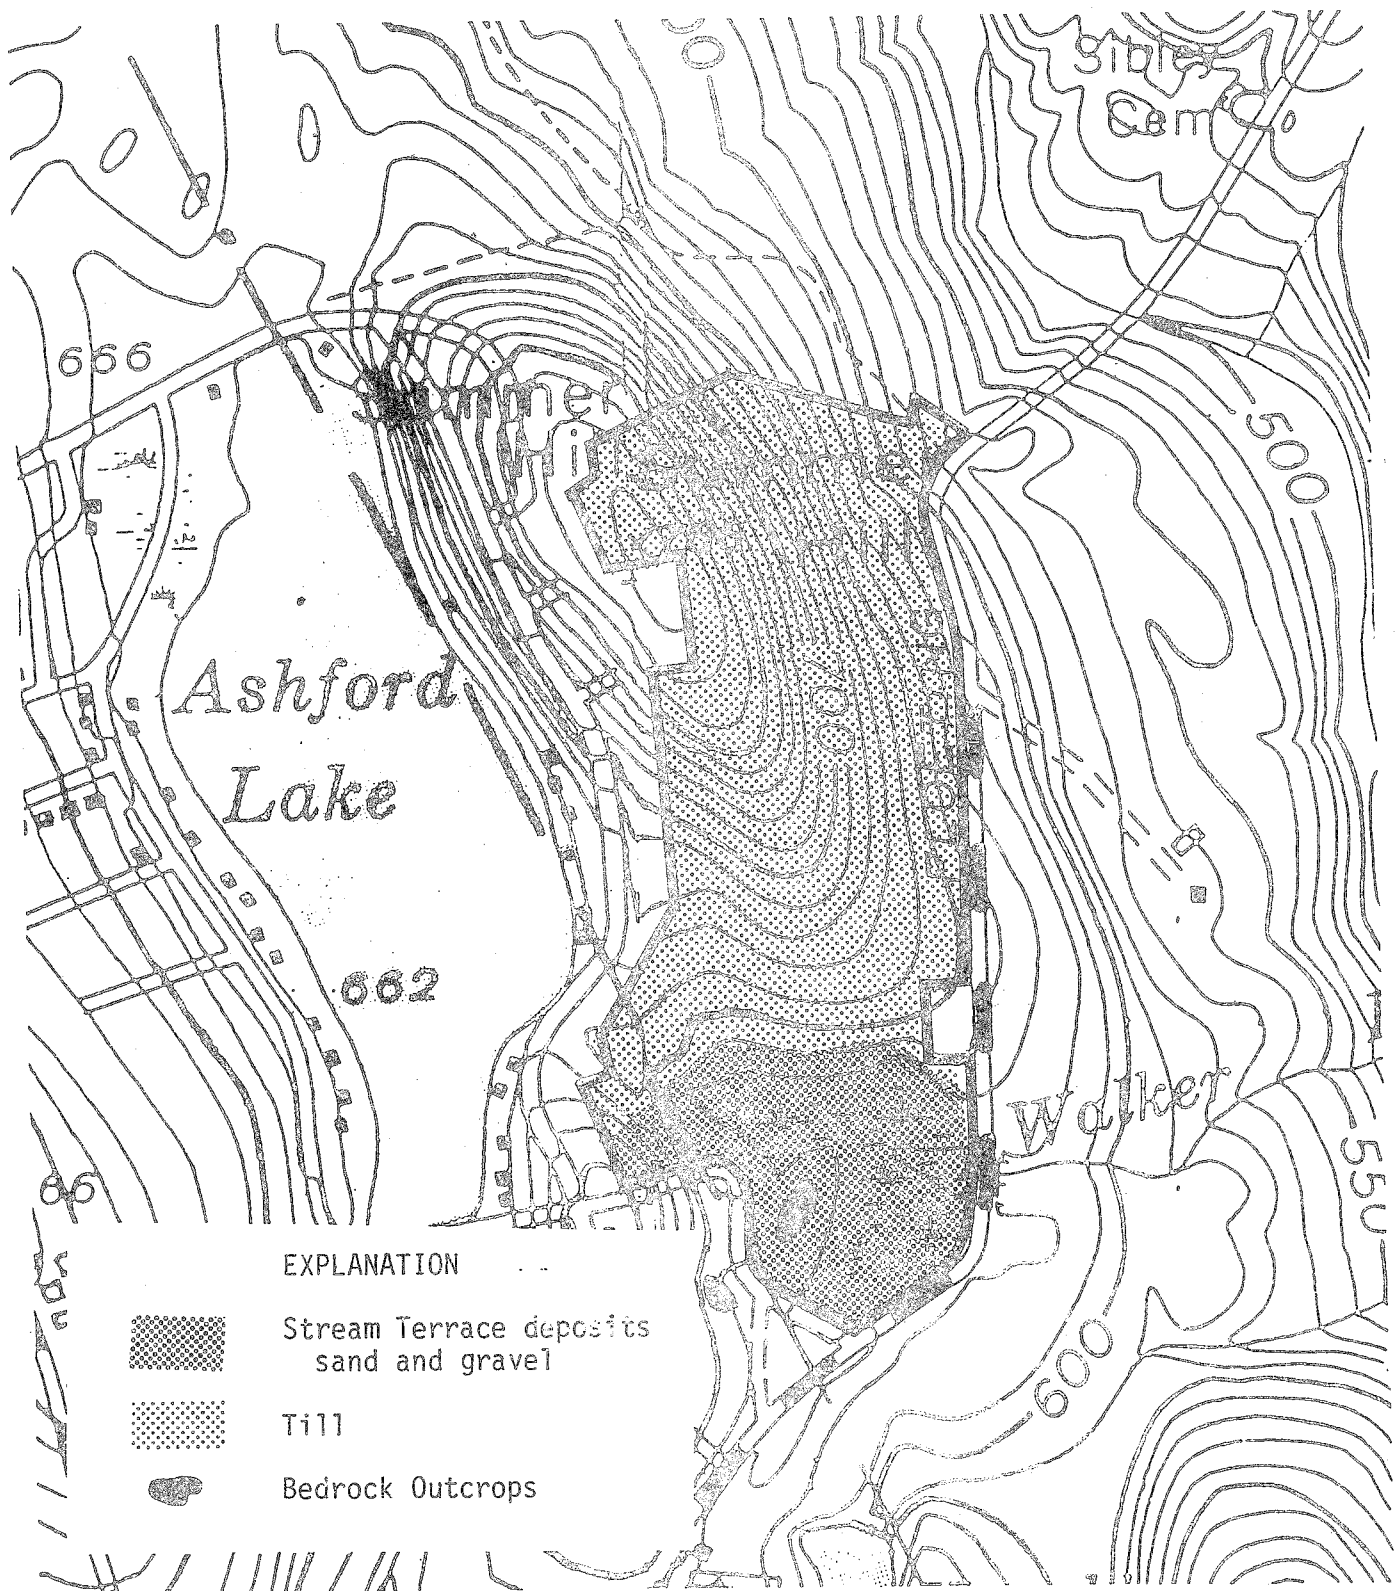 Sibley
Cem
666
500
Ashford
700
Lake
662
Walker
66
550
EXPLANATION
Stream Terrace deposits
sand and gravel
600
Till
Bedrock Outcrops